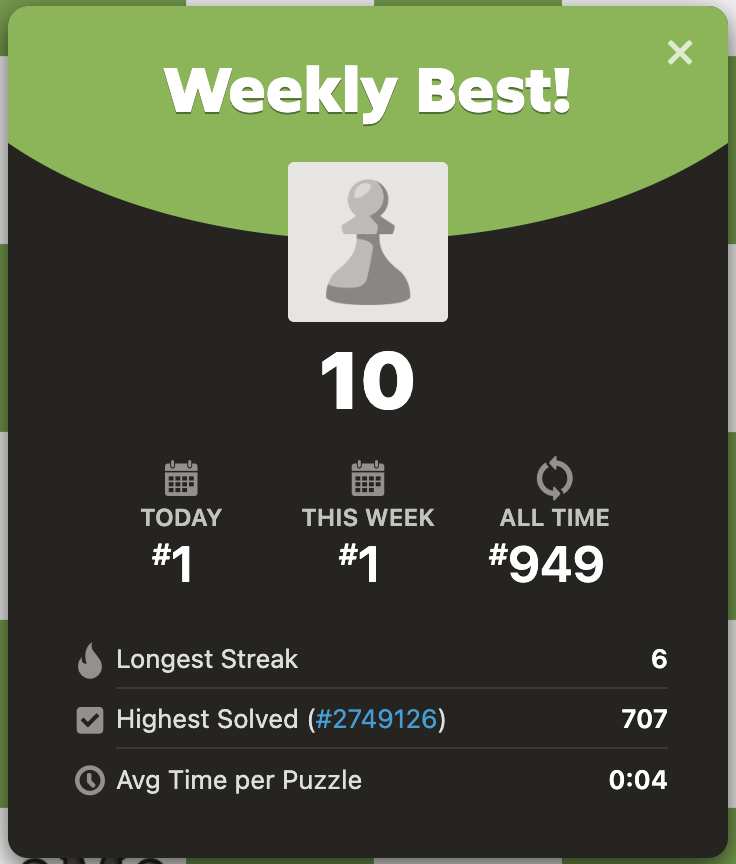 Weekly Best!
10
TODAY THIS WEEK ALL TIME
#1 #1 #949
Longest Streak 6
Highest Solved (#2749126) 707
Avg Time per Puzzle 0:04